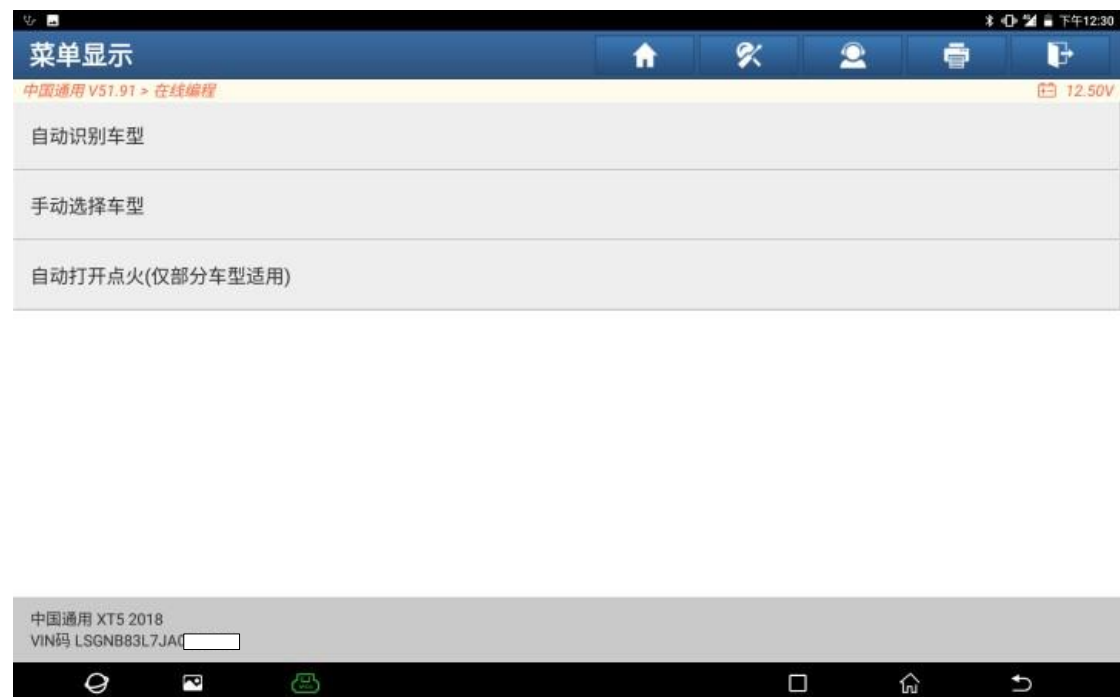 下午12:30
菜单显示
中国通用 V51.91 > 在线编程
12.50V
自动识别车型
手动选择车型
自动打开点火(仅部分车型适用)
中国通用 XT5 2018
VIN码 LSGNB83L7JA